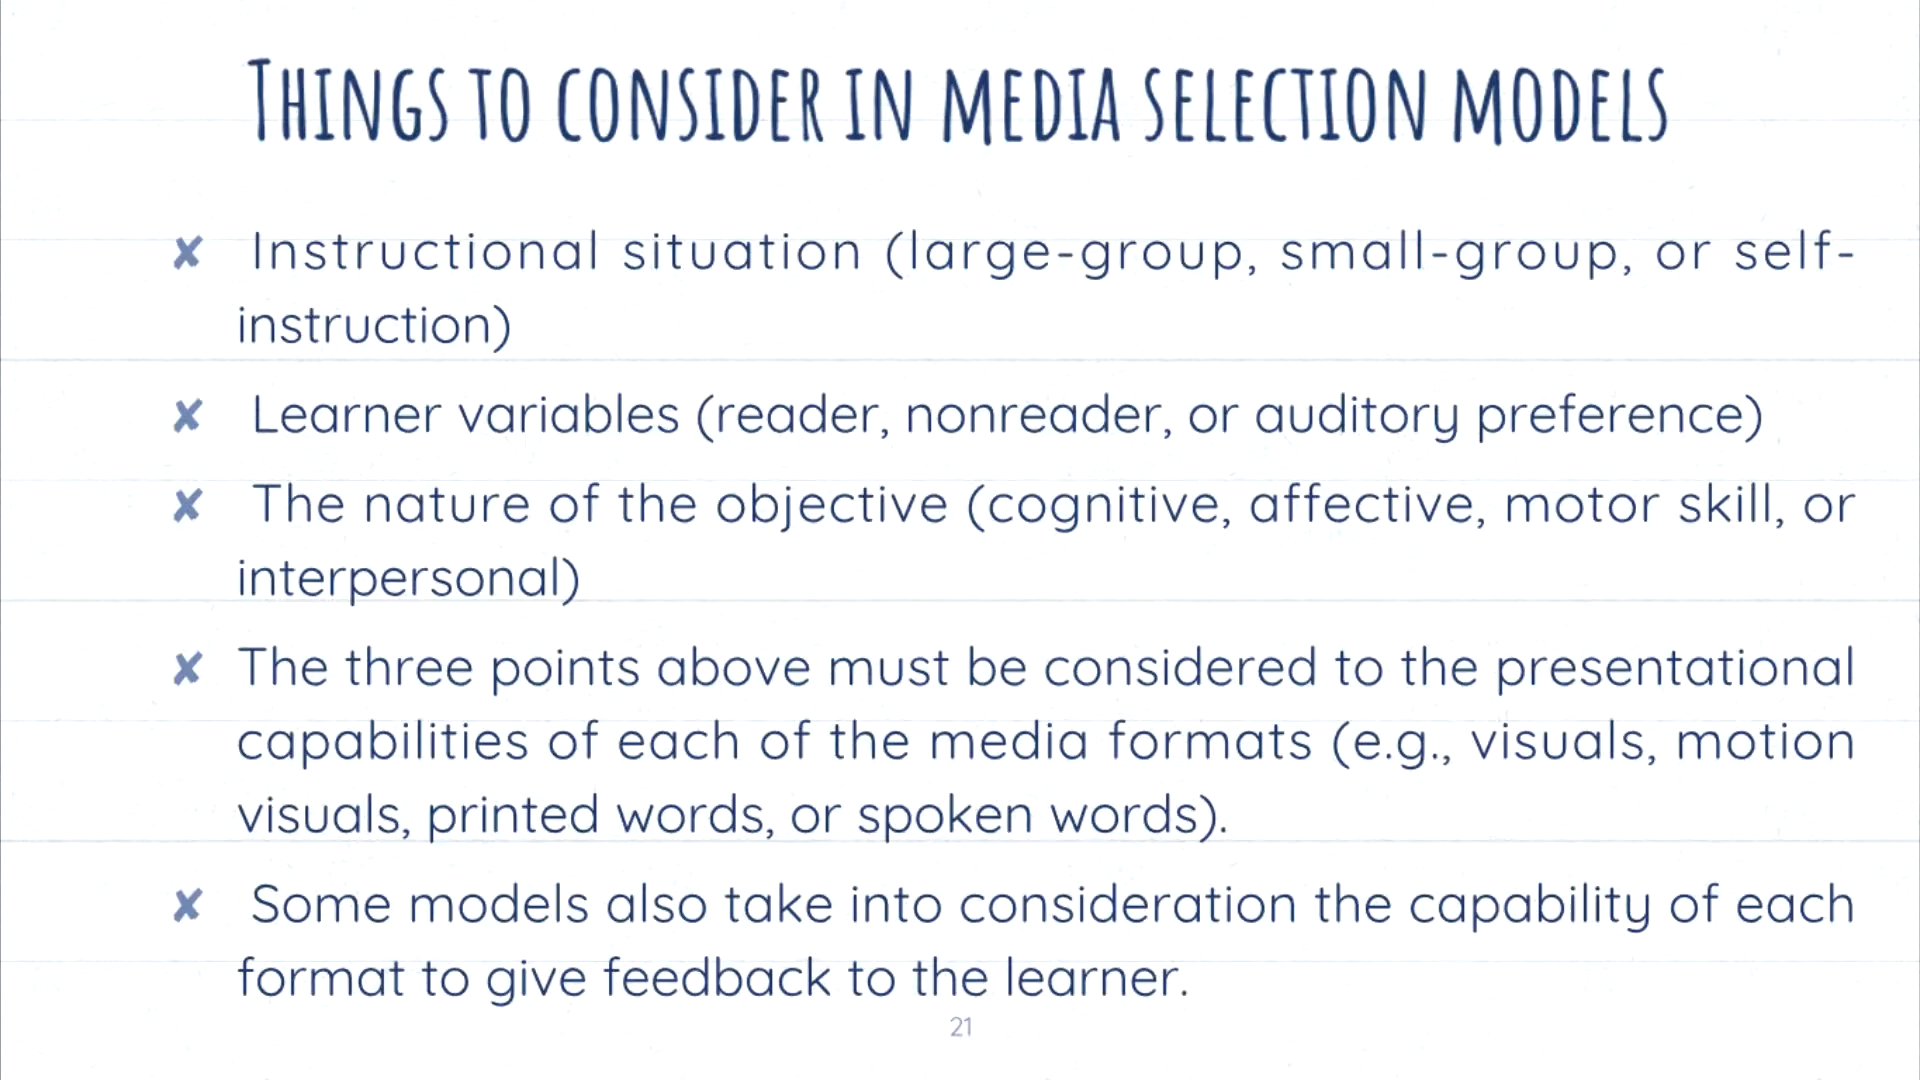 THINGS TO CONSIDER IN MEDIA SELECTION MODELS
✘ Instructional situation (large-group, small-group, or self-
instruction)
✘ Learner variables (reader, nonreader, or auditory preference)
✘ The nature of the objective (cognitive, affective, motor skill, or
interpersonal)
✘ The three points above must be considered to the presentational
capabilities of each of the media formats (e.g., visuals, motion
visuals, printed words, or spoken words).
✘ Some models also take into consideration the capability of each
format to give feedback to the learner.
21